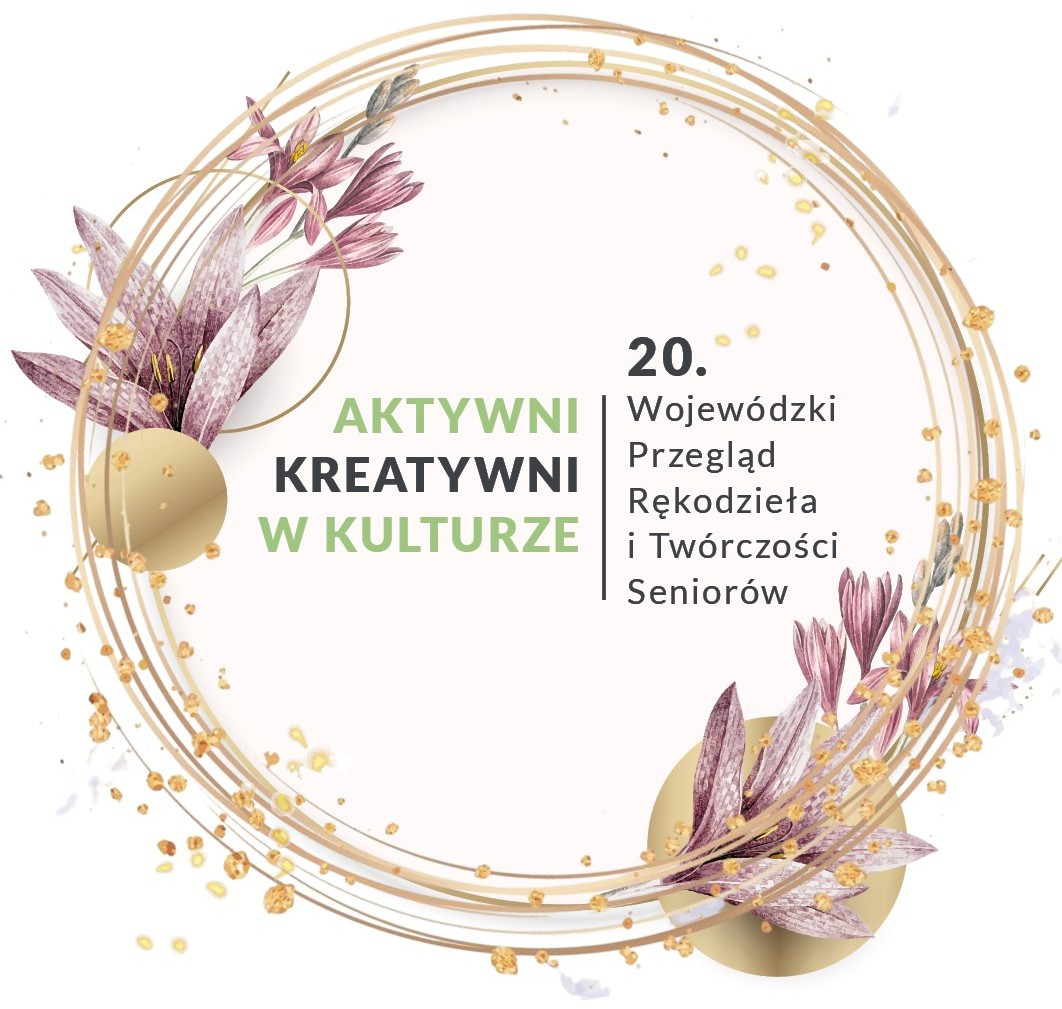 AKTYWNI
KREATYWNI
W KULTURZE
20.
Wojewódzki
Przegląd
Rękodzieła
i Twórczości
Seniorów